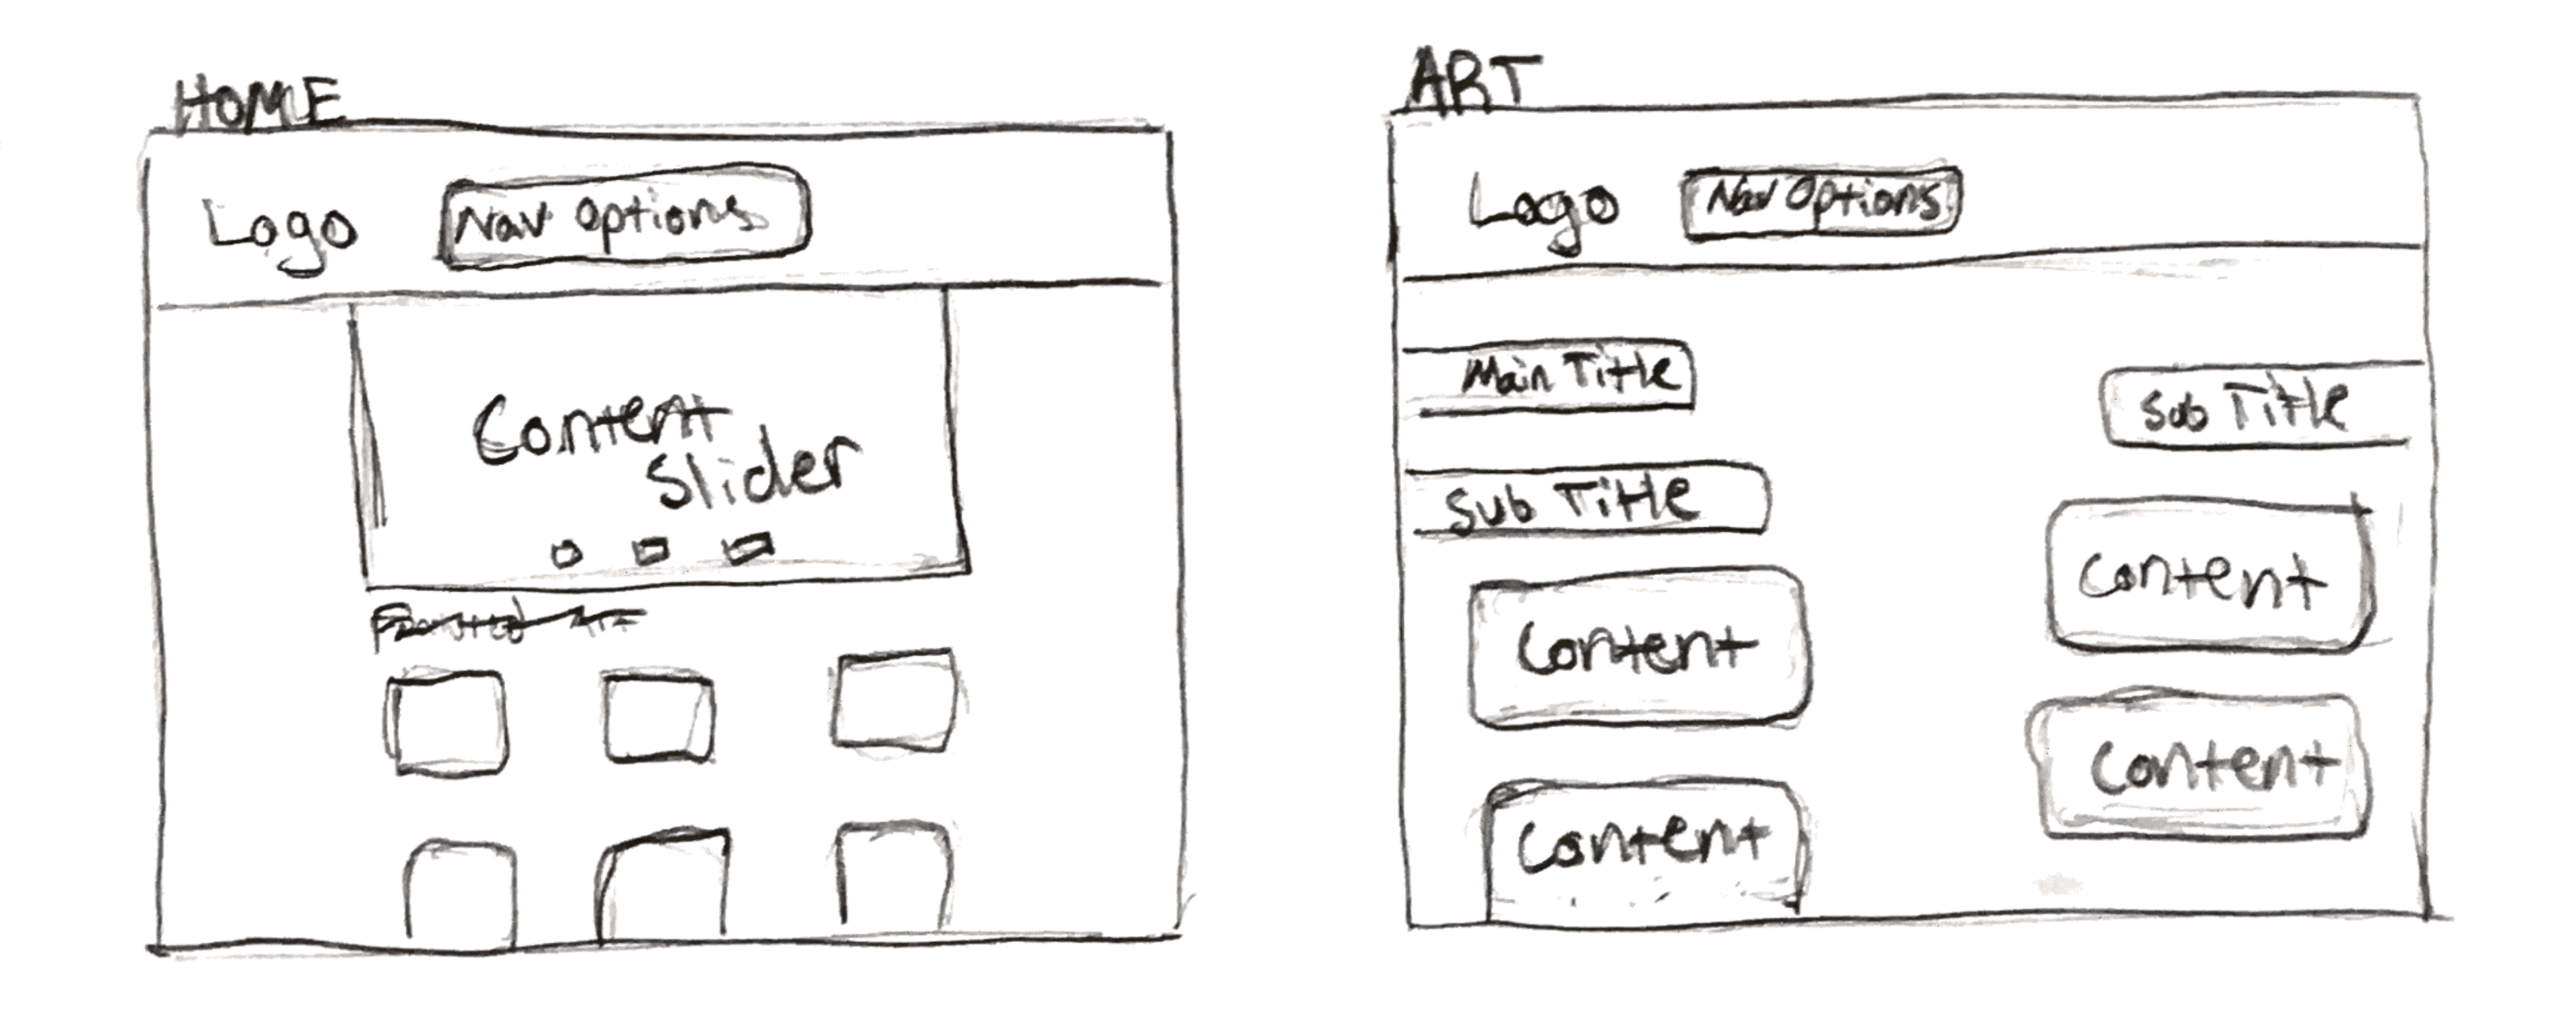 HOME
Logo
Nav Options
Content
Slider
ART
Logo
Nav Options
Main Title
Sub Title
Sub Title
Content
Content
Content
Content